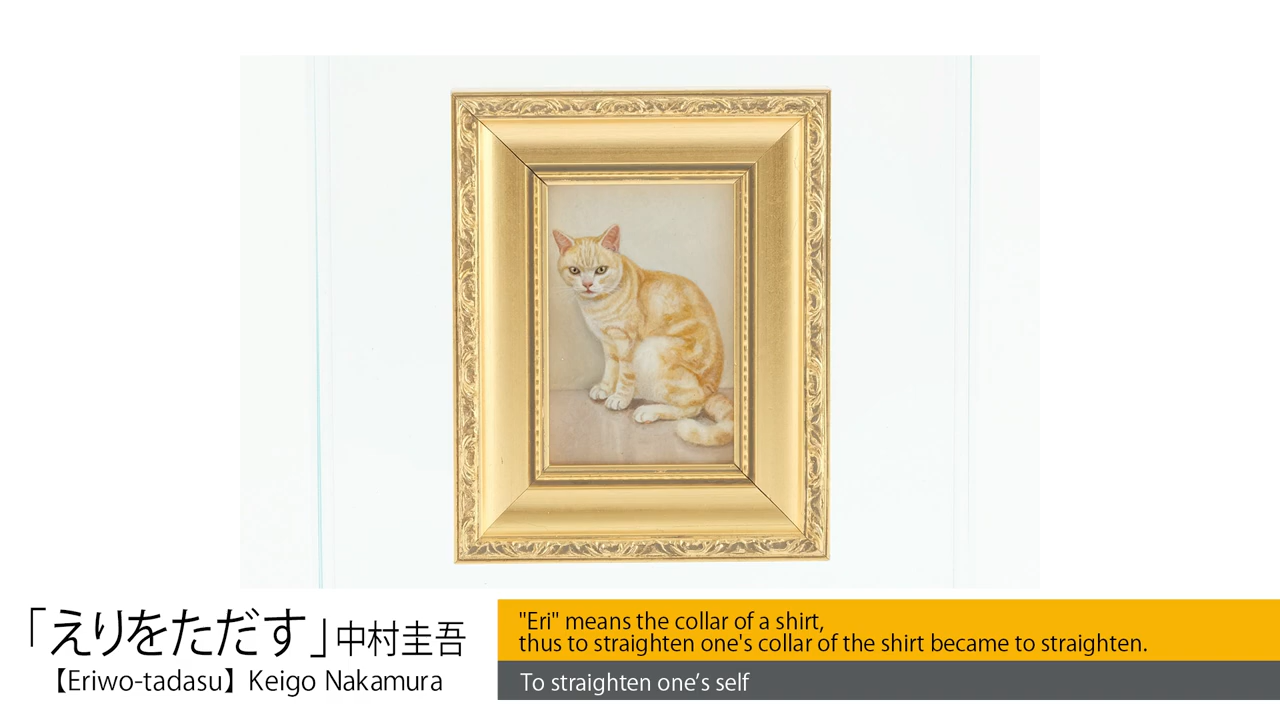 「えりをただす」中村圭吾
【Eriwo-tadasu】Keigo Nakamura
"Eri" means the collar of a shirt,
thus to straighten one's collar of the shirt became to straighten.
To straighten one’s self